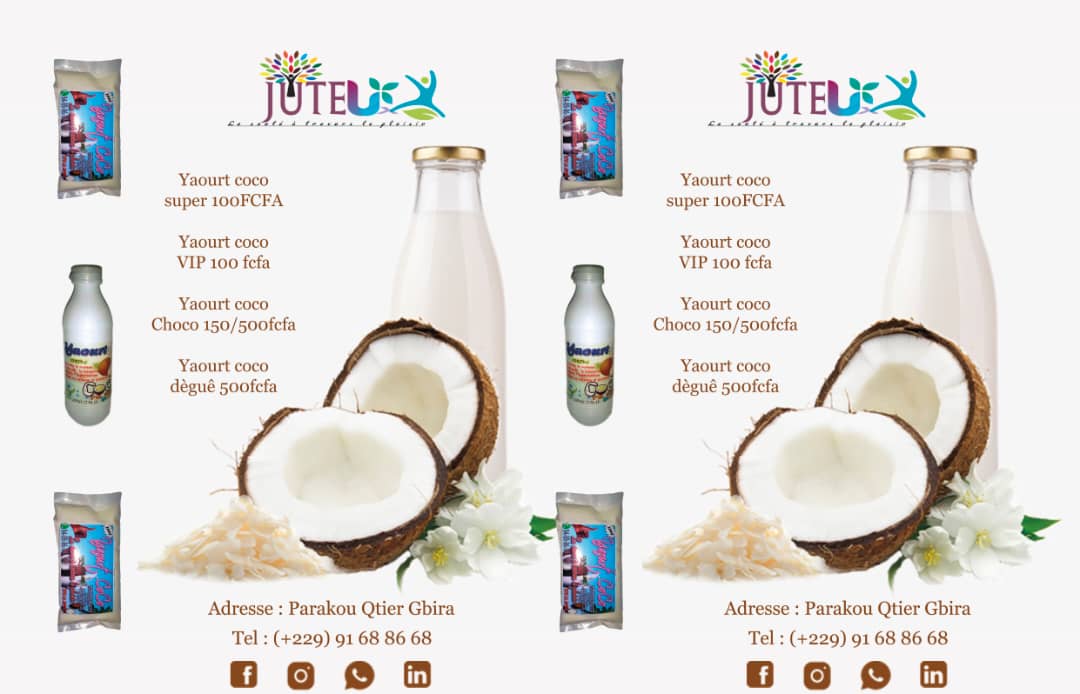 JUTEUX
La santé à travers le plaisir
Yaourt coco
super 100FCFA
Yaourt coco
VIP 100 fcfa
Yaourt coco
Choco 150/500fcfa
Yaourt coco
dèguê 500fcfa
Yaourt
Adresse : Parakou Qtier Gbira
Tel : (+229) 91 68 86 68
JUTEUX
La santé à travers le plaisir
Yaourt coco
super 100FCFA
Yaourt coco
VIP 100 fcfa
Yaourt coco
Choco 150/500fcfa
Yaourt coco
dèguê 500fcfa
Yaourt
Adresse : Parakou Qtier Gbira
Tel : (+229) 91 68 86 68